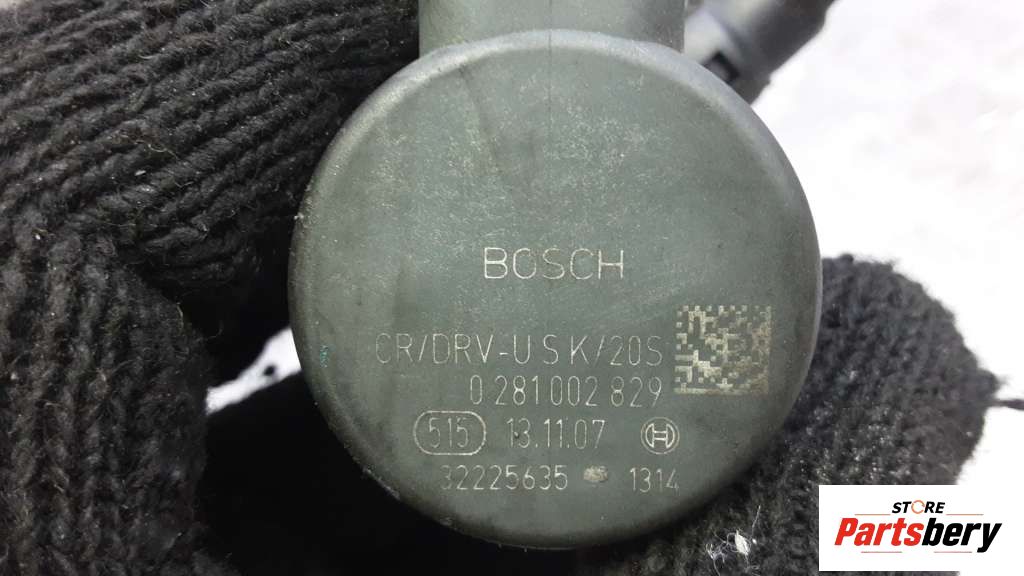 BOSCH
CR/DRV-USK/20S
0 281 002 829
515 13.11.07
32225635 1314
STORE
Partsbery